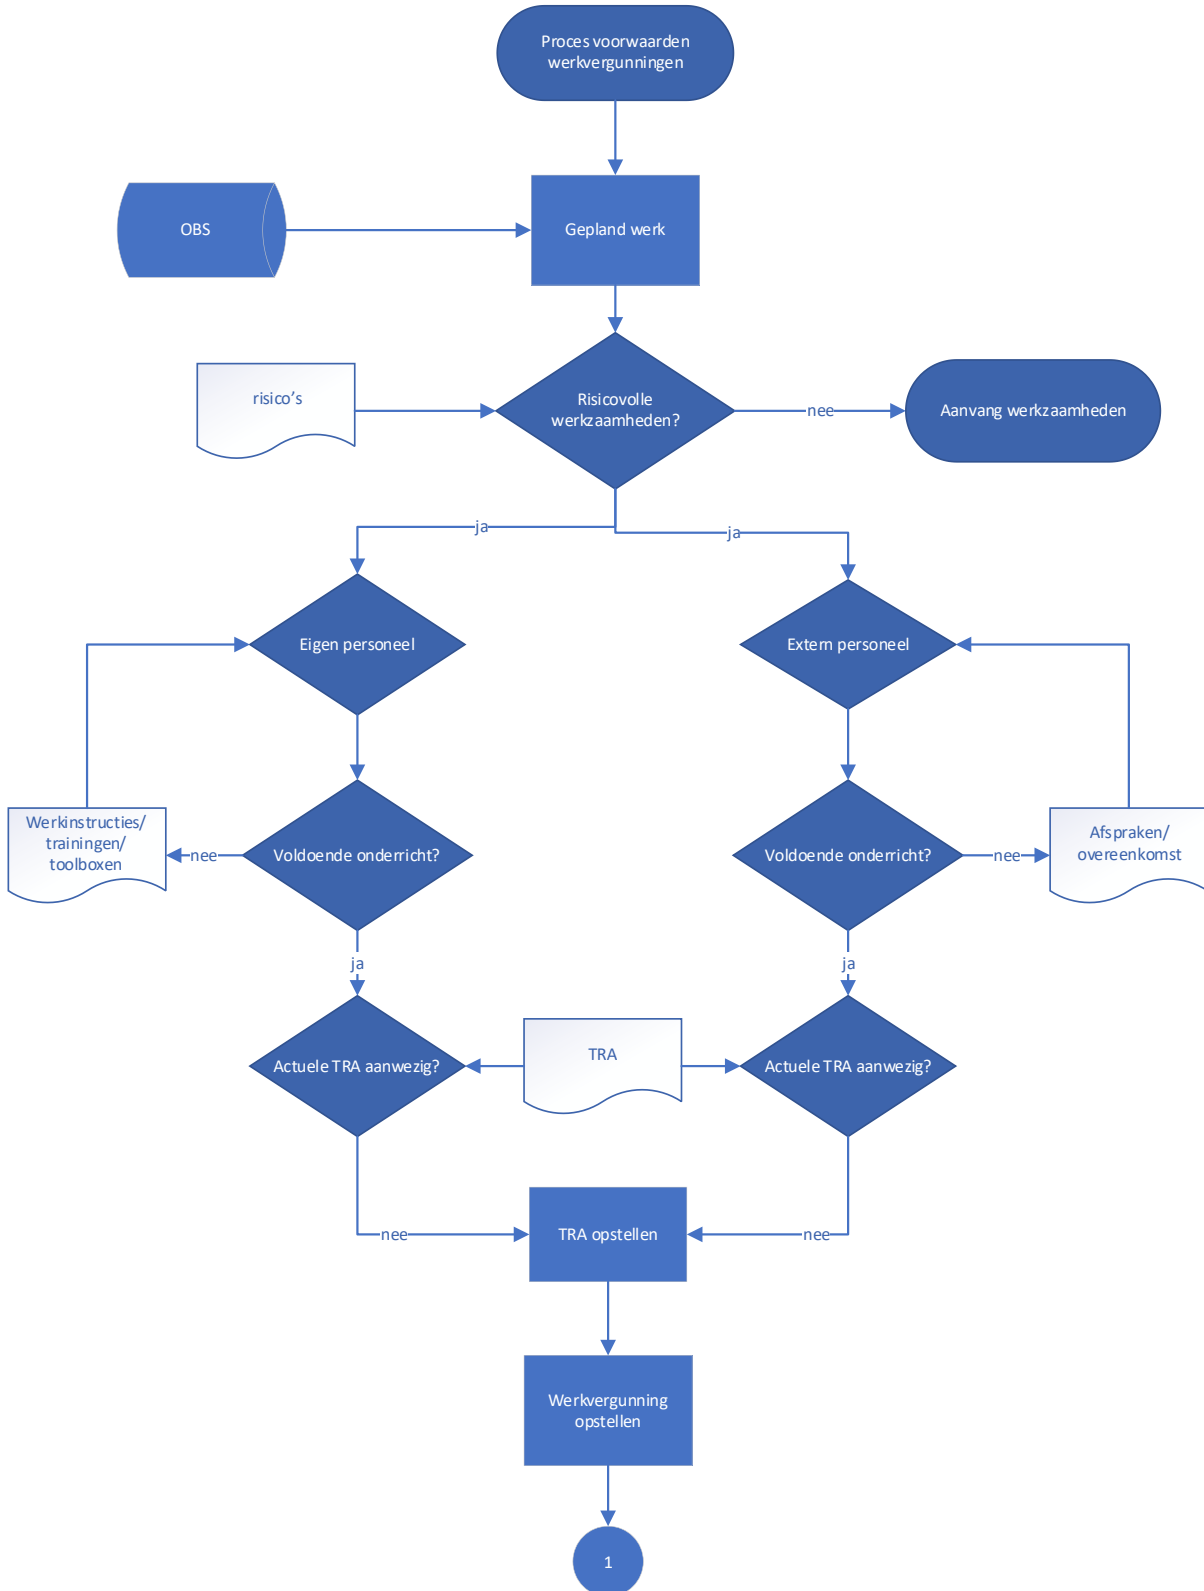 Proces voorwaarden
werkvergunningen
OBS
Gepland werk
risico's
Risicovolle
werkzaamheden?
nee
Aanvang werkzaamheden
ja
ja
Eigen personeel
Extern personeel
Werkinstructies/
trainingen/
toolboxen
nee
Voldoende onderricht?
Voldoende onderricht?
nee
Afspraken/
overeenkomst
ja
ja
Actuele TRA aanwezig?
TRA
Actuele TRA aanwezig?
nee
TRA opstellen
nee
Werkvergunning
opstellen
1